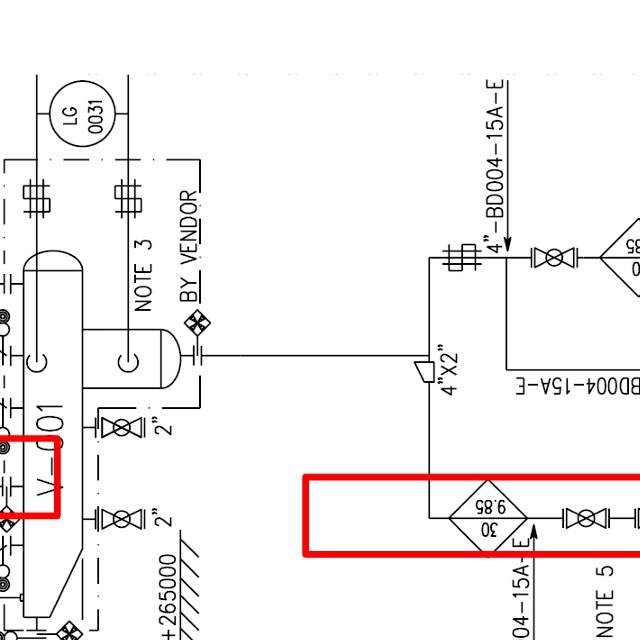 LG
0031
4"-BD004-15A-E
NOTE 3
BY VENDOR
4"X2"
BD004-15A-E
V-001
2"
2"
9.85
30
04-15A-E
NOTE 5
+265000